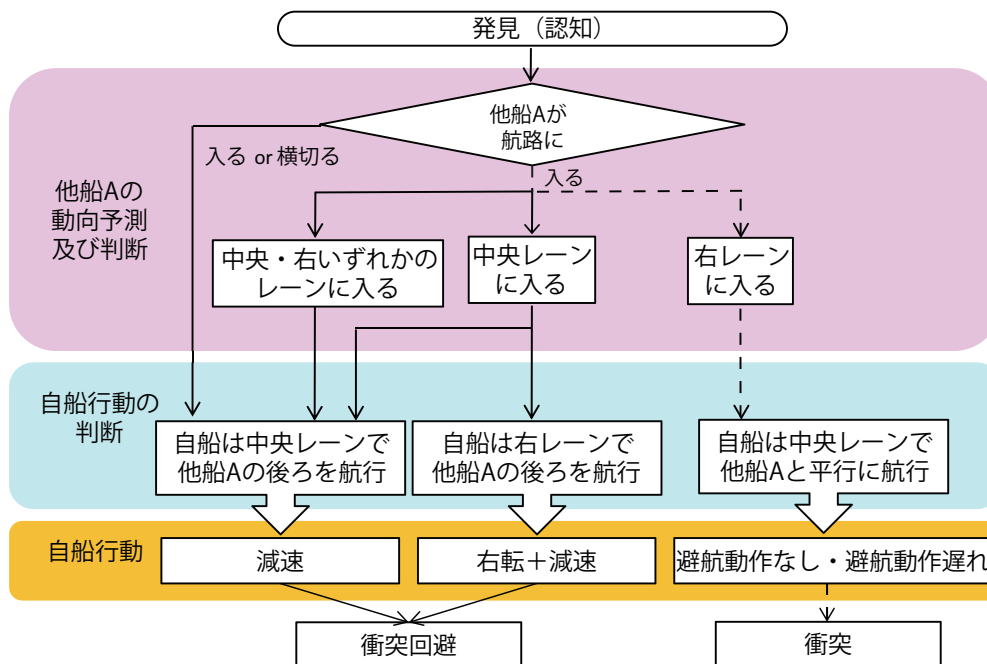 発見（認知）
他船Aが
航路に
入る or 横切る
入る
他船Aの
動向予測
及び判断
中央・右いずれかの
レーンに入る
中央レーン
に入る
右レーン
に入る
自船行動の
判断
自船は中央レーンで
他船Aの後ろを航行
自船は右レーンで
他船Aの後ろを航行
自船は中央レーンで
他船Aと平行に航行
自船行動
減速
右転＋減速
避航動作なし・避航動作遅れ
衝突回避
衝突